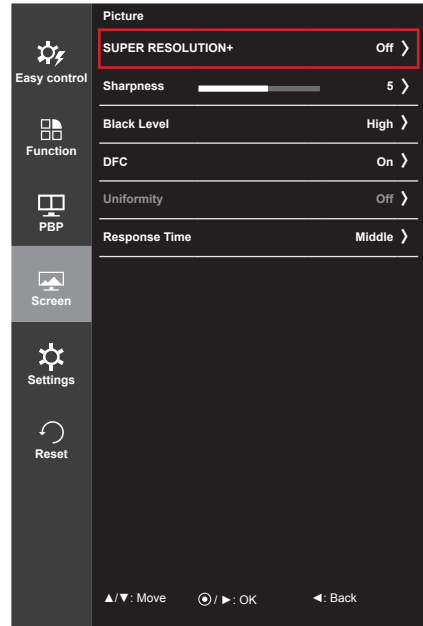 Picture
SUPER RESOLUTION+ Off ❯
Easy control
Sharpness 5 ❯
Black Level High ❯
Function
DFC On ❯
Uniformity Off ❯
PBP
Response Time Middle ❯
Screen
Settings
Reset
▲/▼: Move ◉/ ►: OK ◄: Back